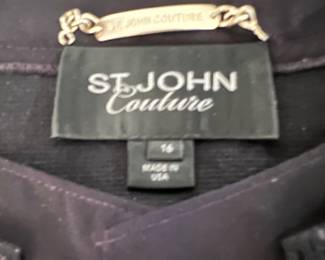 ST. JOHN COUTURE
ST. JOHN
Couture
16
MADE IN
USA